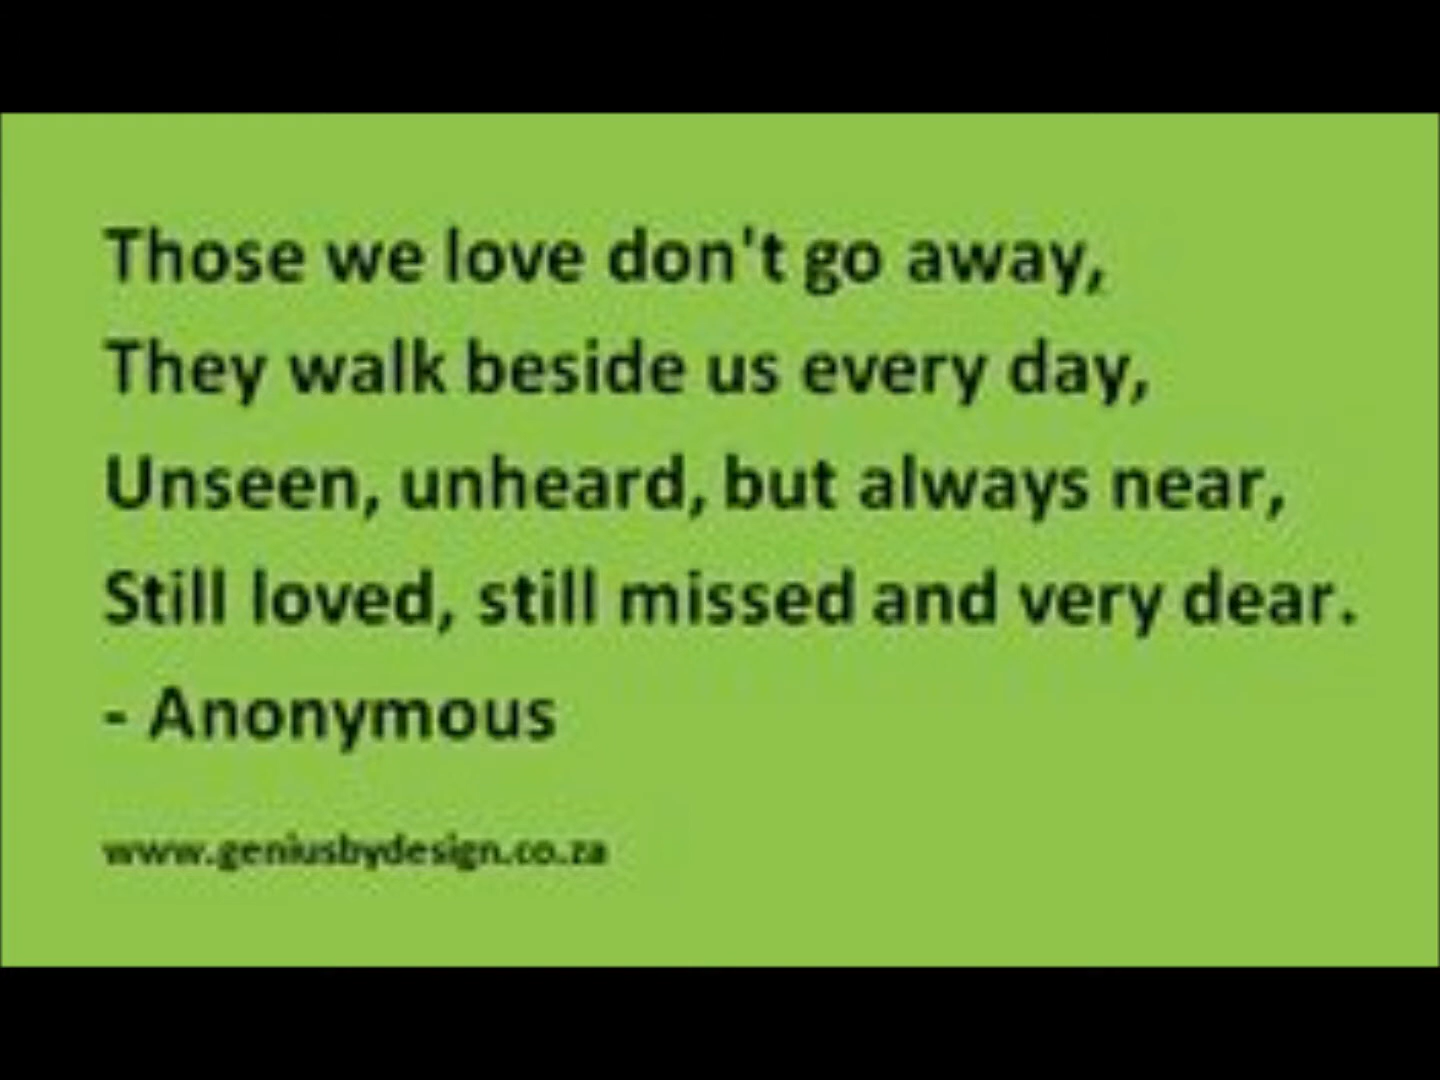 Those we love don't go away,
They walk beside us every day,
Unseen, unheard, but always near,
Still loved, still missed and very dear.
- Anonymous
www.geniusbydesign.co.za